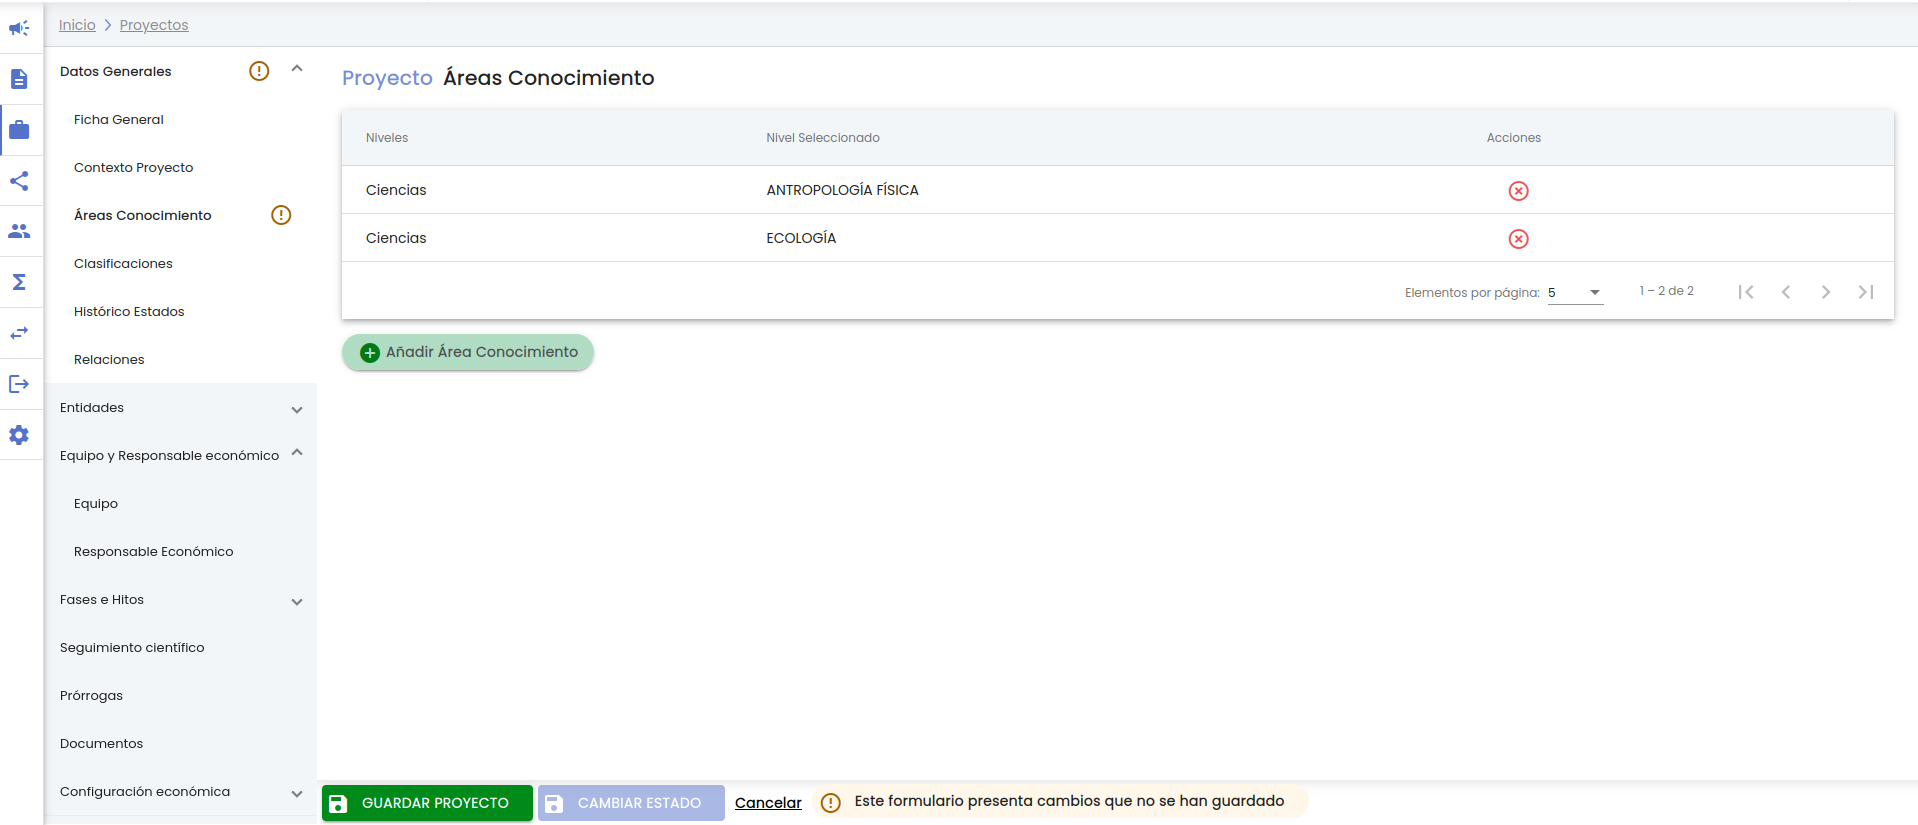 Inicio > Proyectos
Datos Generales
Ficha General
Contexto Proyecto
Áreas Conocimiento
Clasificaciones
Histórico Estados
Relaciones
Entidades
Equipo y Responsable económico
Equipo
Responsable Económico
Fases e Hitos
Seguimiento científico
Prórrogas
Documentos
Configuración económica
Proyecto Áreas Conocimiento
Niveles Nivel Seleccionado Acciones
Ciencias ANTROPOLOGÍA FÍSICA
Ciencias ECOLOGÍA
Elementos por página: 5 1 – 2 de 2
Añadir Área Conocimiento
GUARDAR PROYECTO CAMBIAR ESTADO Cancelar Este formulario presenta cambios que no se han guardado